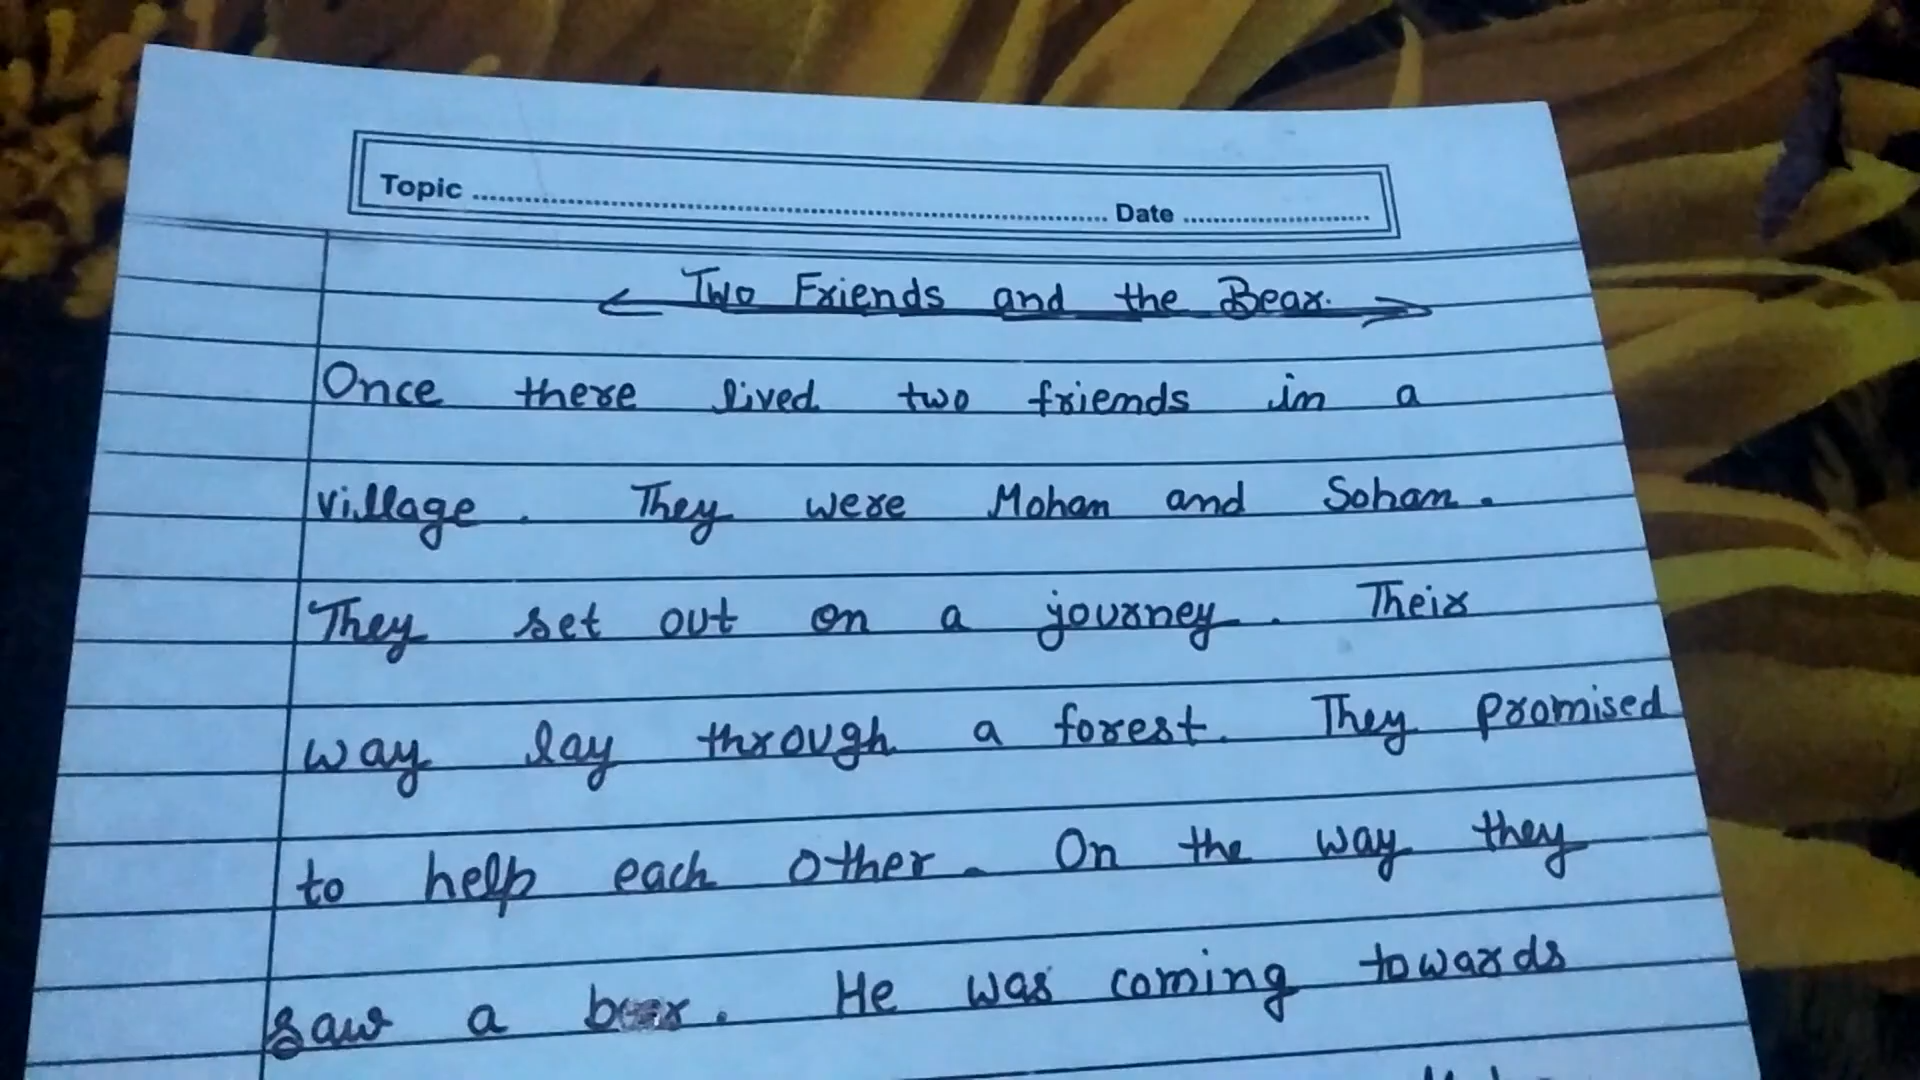 Topic ........ Date ........
Two Friends and the Bear.
Once there lived two friends in a
village. They were Mohan and Soham.
They set out on a journey. Their
way lay through a forest. They promised
to help each other. On the way they
saw a . He was coming towards